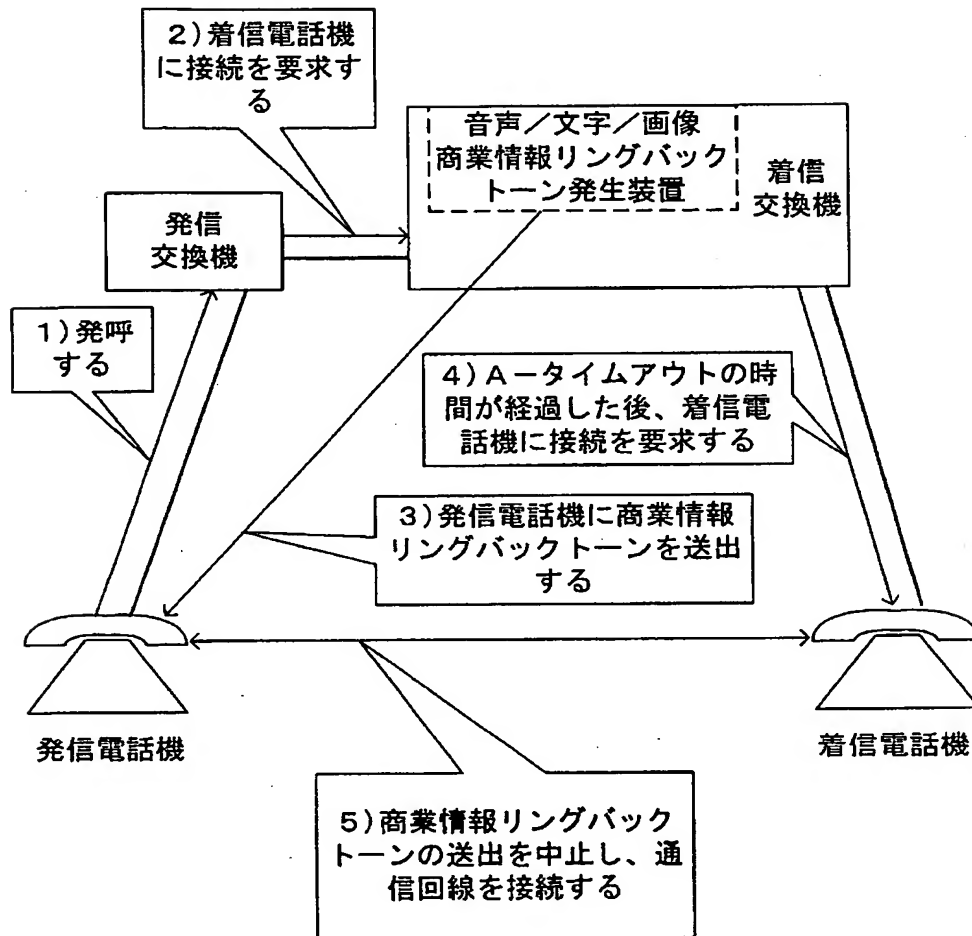 2)着信電話機
に接続を要求す
る
音声/文字/画像
商業情報リングバック
トーン発生装置
着信
交換機
発信
交換機
1)発呼
する
4)A-タイムアウトの時
間が経過した後、着信電
話機に接続を要求する
3)発信電話機に商業情報
リングバックトーンを送出
する
発信電話機
着信電話機
5)商業情報リングバック
トーンの送出を中止し、通
信回線を接続する